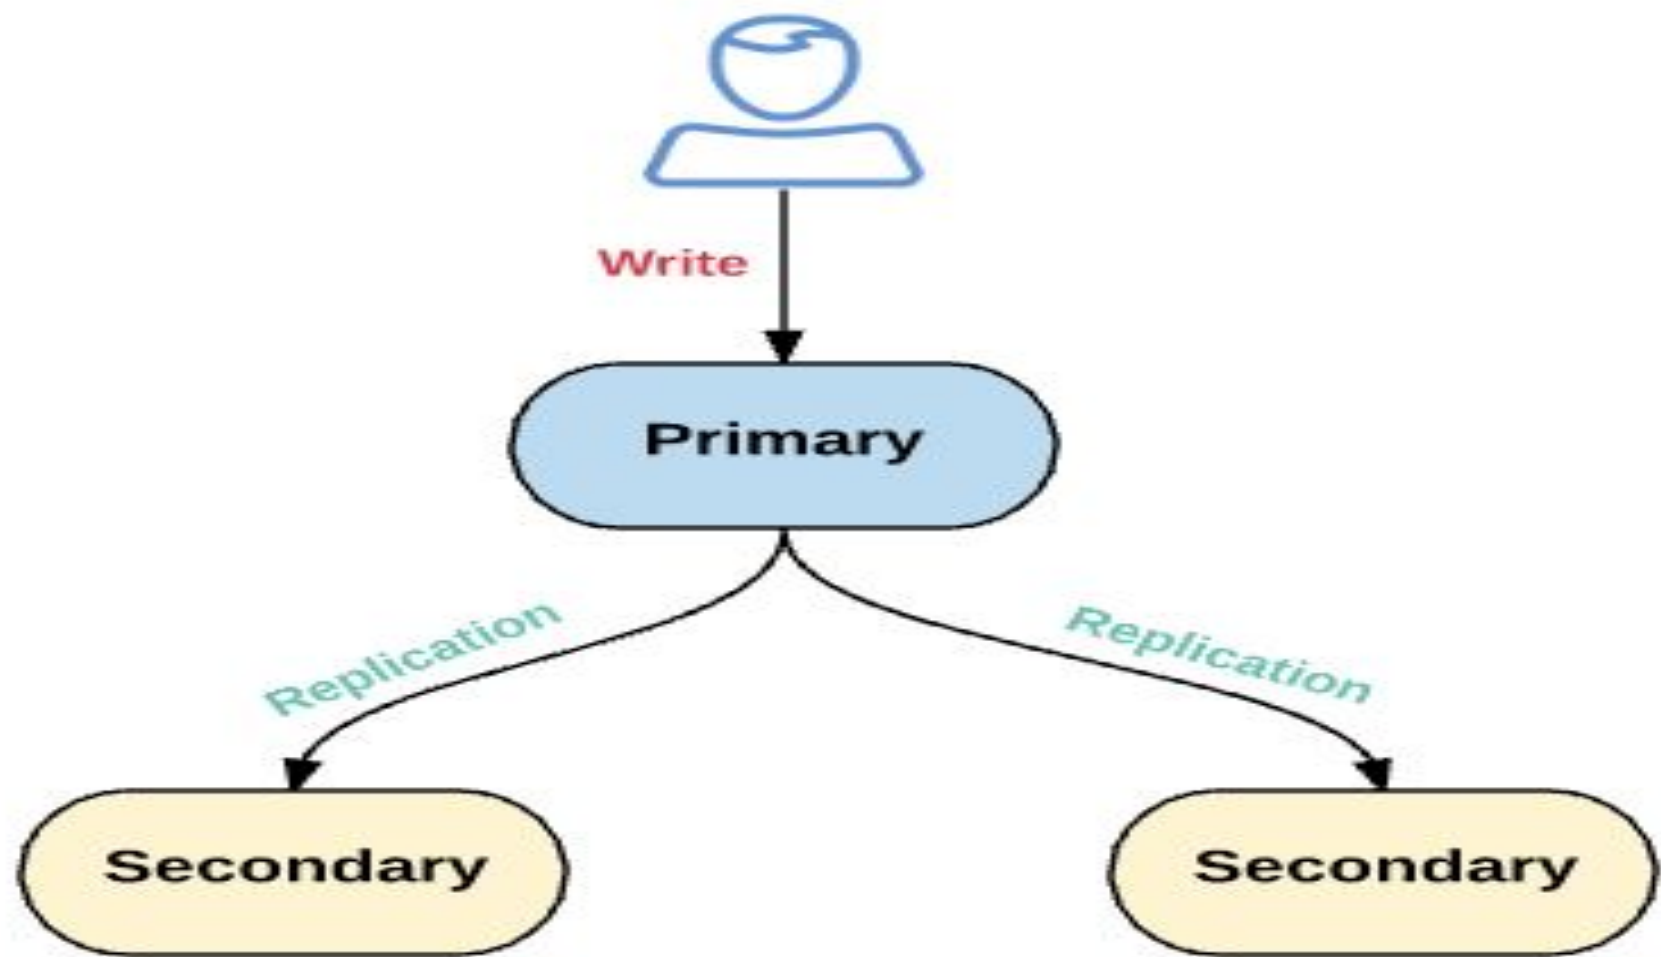 Write
Primary
Replication
Replication
Secondary
Secondary